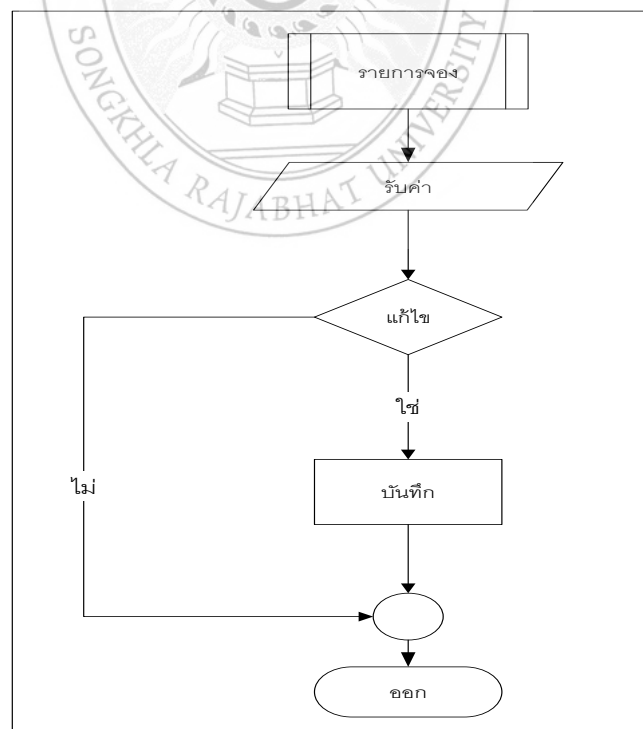 รายการจอง
SONGKHLA RAJABHAT UNIVERSITY
รับค่า
แก้ไข
ใช่
ไม่
บันทึก
ออก